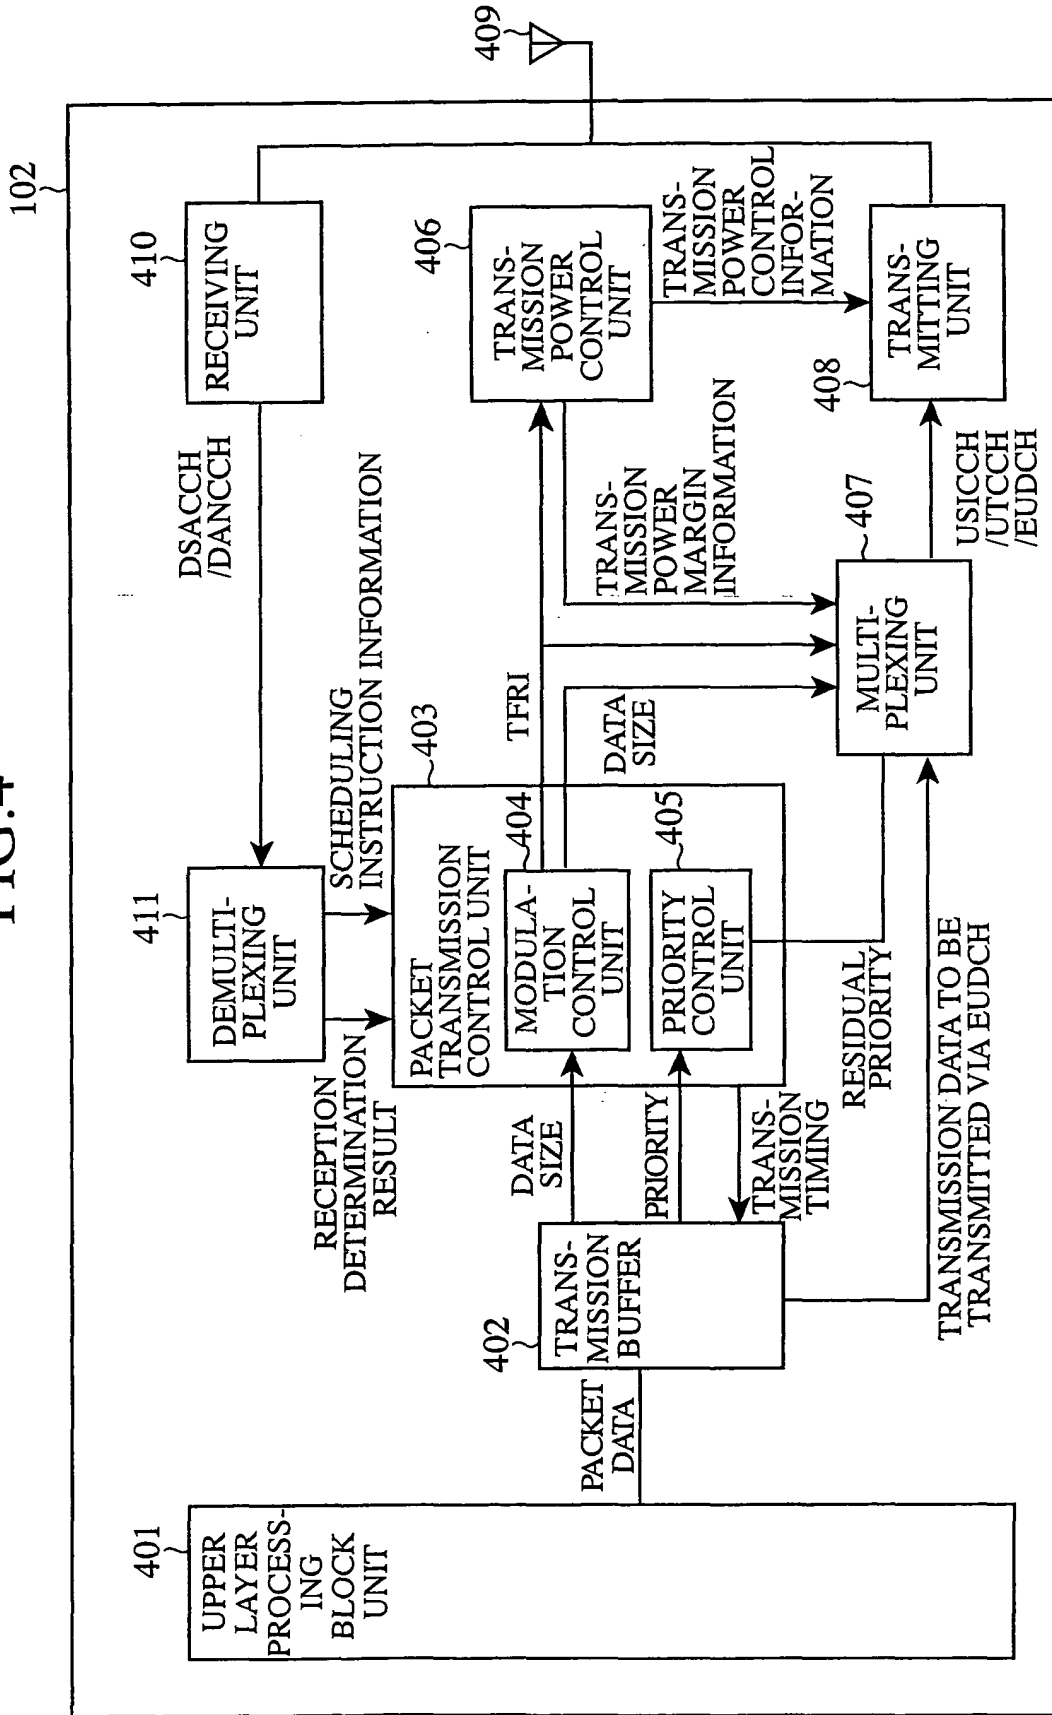 FIG.4
102
401
UPPER
LAYER
PROCESS-
ING
BLOCK
UNIT
PACKET
DATA
402
TRANS-
MISSION
BUFFER
411
DEMULTI-
PLEXING
UNIT
RECEPTION
DETERMINATION
RESULT
SCHEDULING
INSTRUCTION INFORMATION
DSACCH
/DANCCH
410
RECEIVING
UNIT
409
403
PACKET
TRANSMISSION
CONTROL UNIT
404
MODULA-
TION
CONTROL
UNIT
405
PRIORITY
CONTROL
UNIT
DATA
SIZE
PRIORITY
TRANS-
MISSION
TIMING
TFRI
DATA
SIZE
RESIDUAL
PRIORITY
TRANSMISSION DATA TO BE
TRANSMITTED VIA EUDCH
406
TRANS-
MISSION
POWER
CONTROL
UNIT
TRANS-
MISSION
POWER
MARGIN
INFORMATION
TRANS-
MISSION
POWER
CONTROL
INFOR-
MATION
407
MULTI-
PLEXING
UNIT
USICCH
/UTCCH
/EUDCH
408
TRANS-
MITTING
UNIT